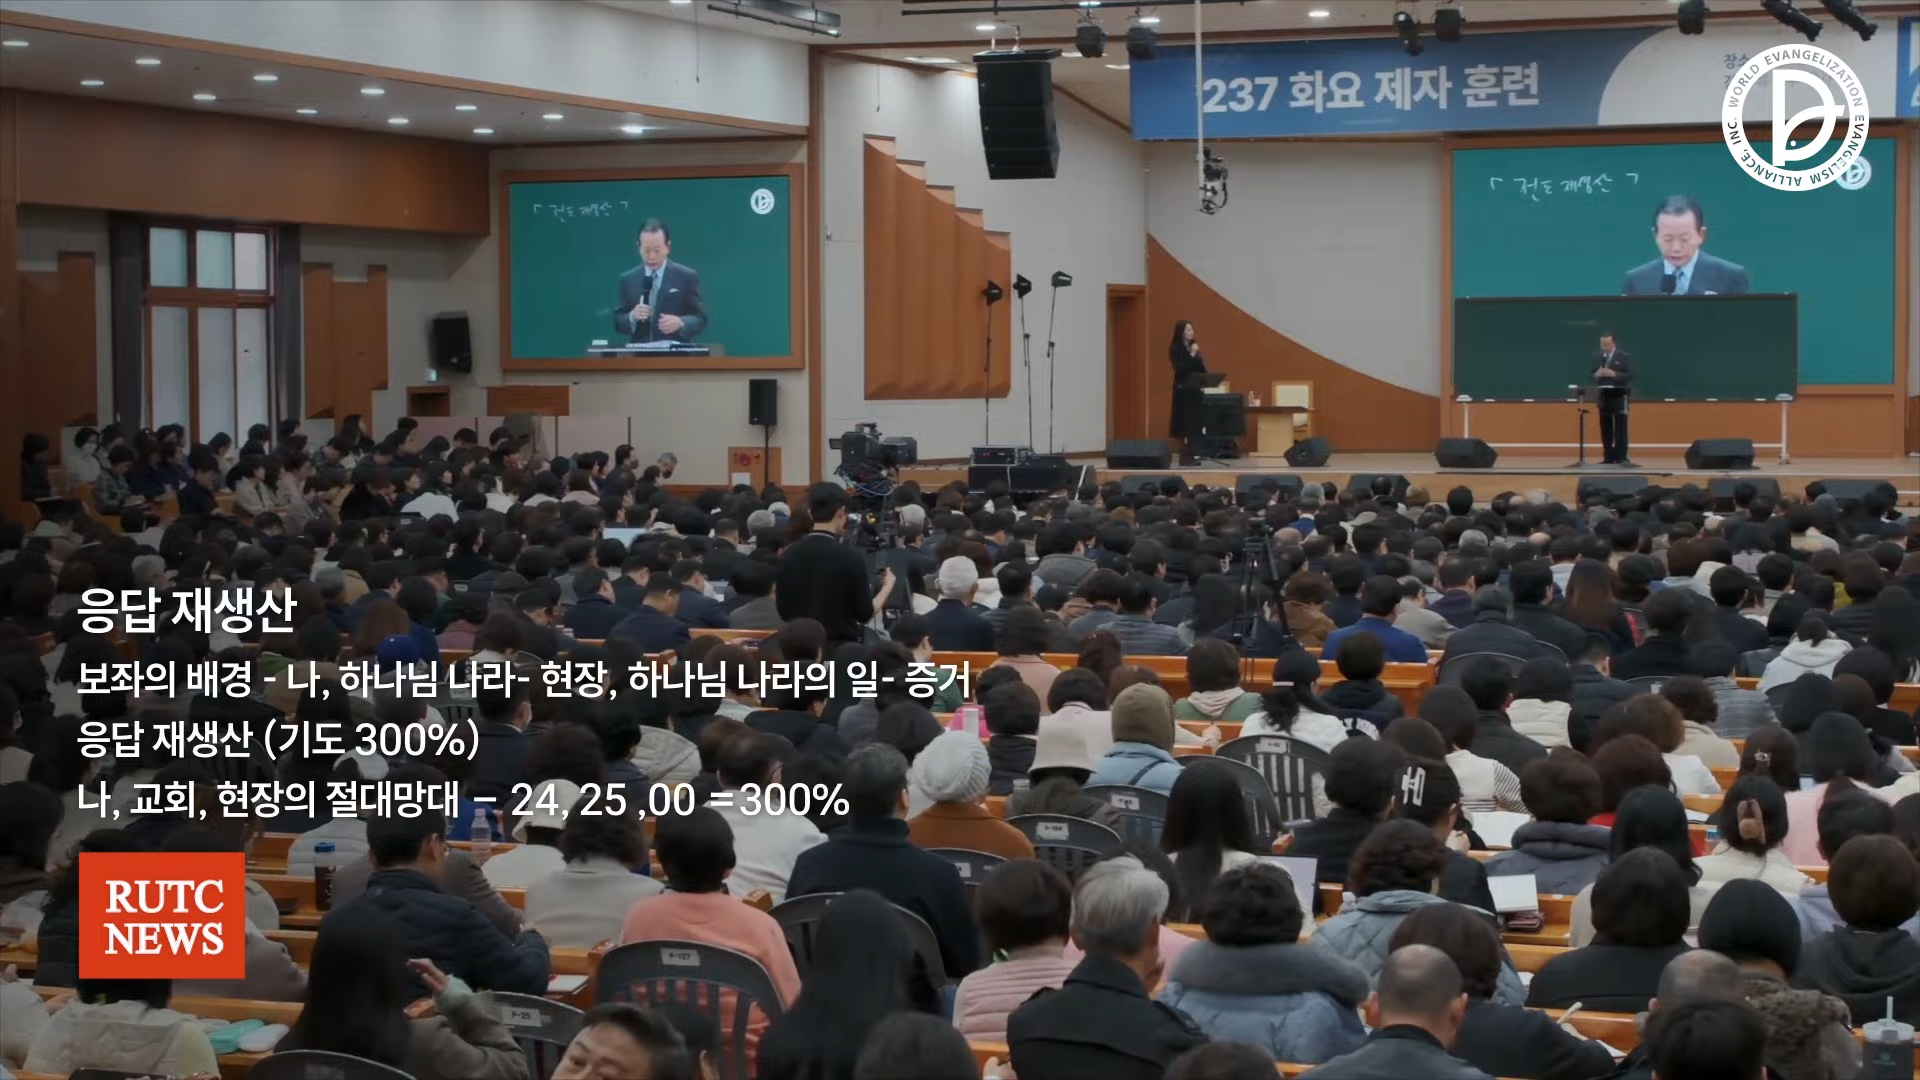 237 화요 제자 훈련
WORLD EVANGELIZATION EVANGELISM ALLIANCE, INC.
「 전도 재생산 」
「 전도 재생산 」
응답 재생산
보좌의 배경 - 나, 하나님 나라- 현장, 하나님 나라의 일- 증거
응답 재생산 (기도 300%)
나, 교회, 현장의 절대망대 – 24, 25 ,00 =300%
RUTC
NEWS
P-127
P-25